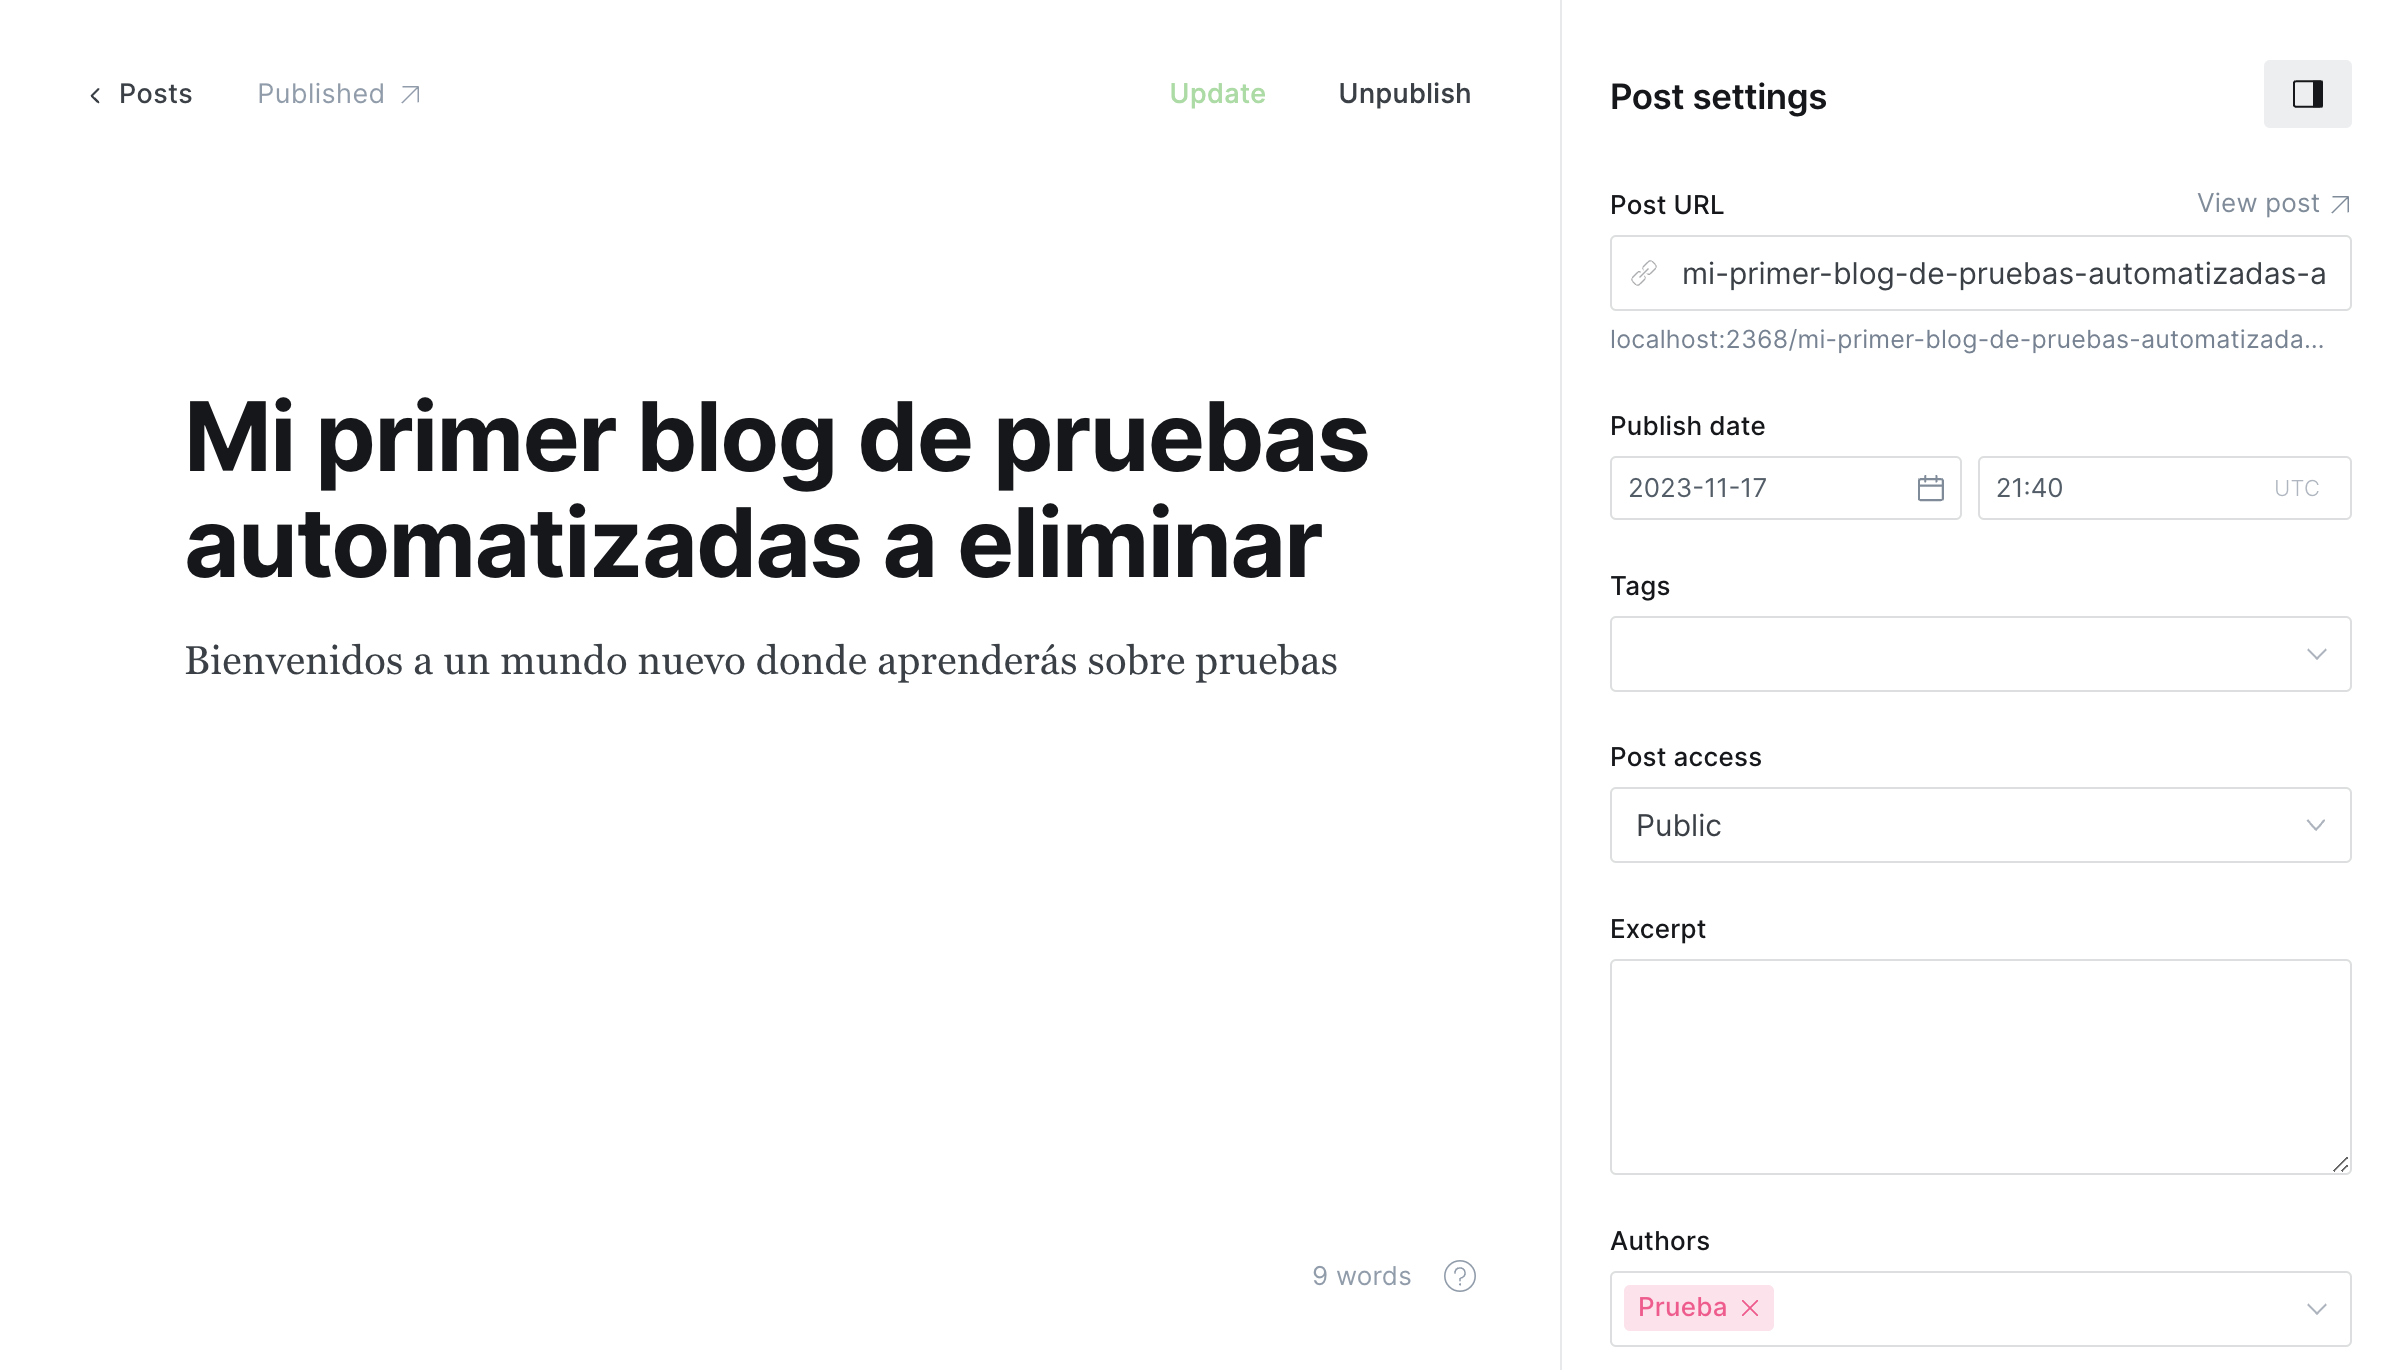 Posts
Published
Update
Unpublish
Mi primer blog de pruebas
automatizadas a eliminar
Bienvenidos a un mundo nuevo donde aprenderás sobre pruebas
9 words
?
Post settings
Post URL
View post
mi-primer-blog-de-pruebas-automatizadas-a
localhost:2368/mi-primer-blog-de-pruebas-automatizada...
Publish date
2023-11-17
21:40
UTC
Tags
Post access
Public
Excerpt
Authors
Prueba